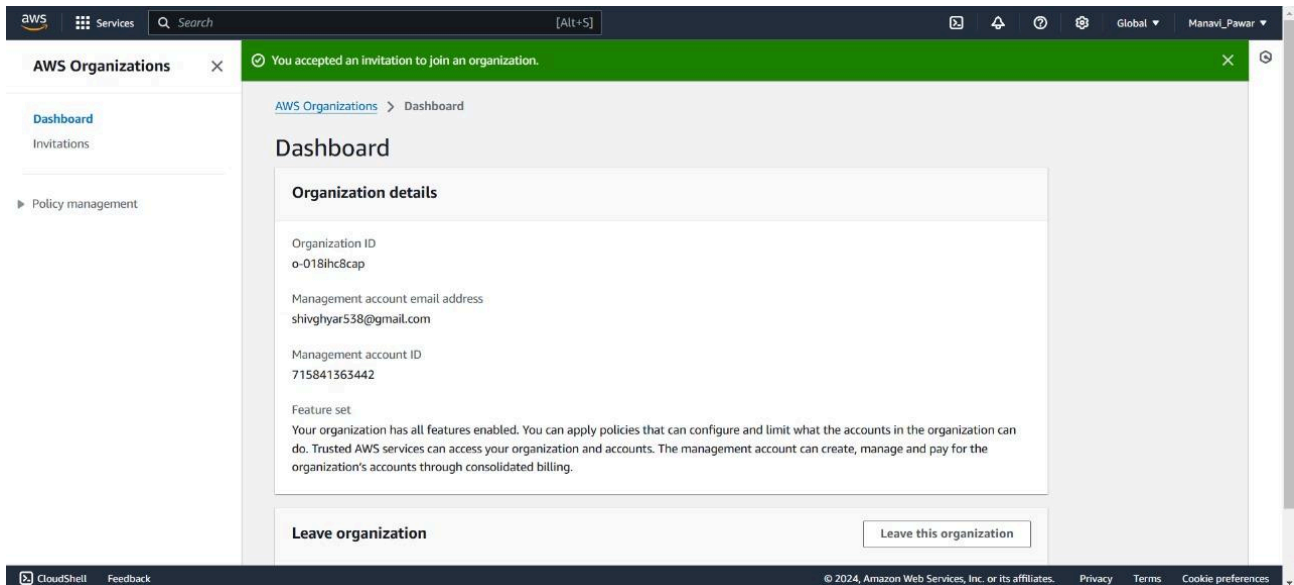 aws Services Search [Alt+S] Global ▼ Manavi_Pawar ▼
AWS Organizations
Dashboard
Invitations
Policy management
You accepted an invitation to join an organization.
AWS Organizations > Dashboard
Dashboard
Organization details
Organization ID
o-018ihc8cap
Management account email address
shivghyar538@gmail.com
Management account ID
715841363442
Feature set
Your organization has all features enabled. You can apply policies that can configure and limit what the accounts in the organization can
do. Trusted AWS services can access your organization and accounts. The management account can create, manage and pay for the
organization's accounts through consolidated billing.
Leave organization Leave this organization
CloudShell Feedback © 2024, Amazon Web Services, Inc. or its affiliates. Privacy Terms Cookie preferences